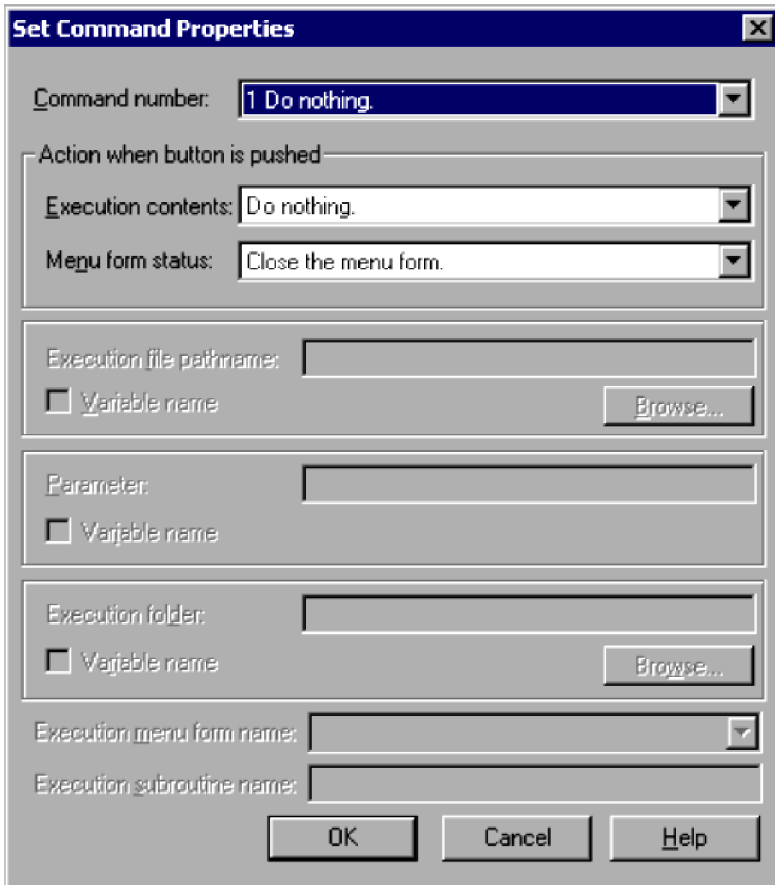 Set Command Properties
Command number: 1 Do nothing.
Action when button is pushed
Execution contents: Do nothing.
Menu form status: Close the menu form.
Execution file pathname:
Variable name
Browse...
Parameter:
Variable name
Execution folder:
Variable name
Browse...
Execution menu form name:
Execution subroutine name:
OK Cancel Help